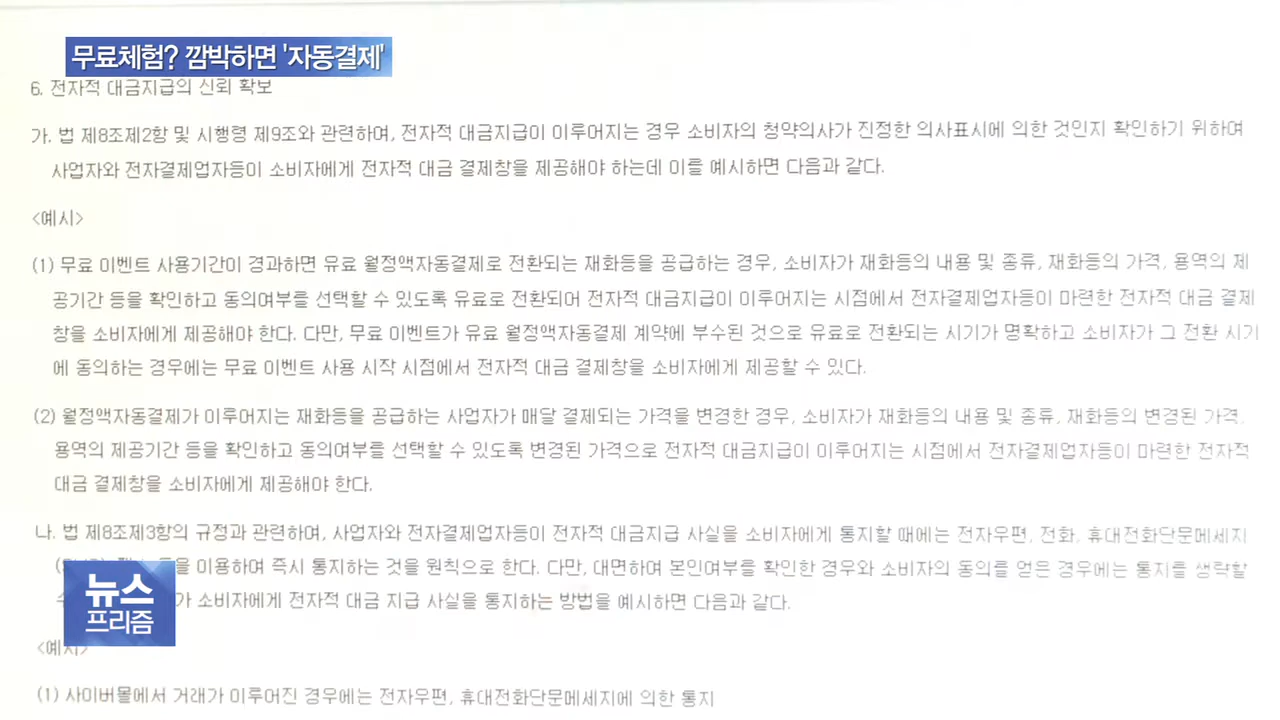 무료체험? 깜박하면 '자동결제'
6. 전자적 대금지급의 신뢰 확보
가. 법 제8조제2항 및 시행령 제9조와 관련하여, 전자적 대금지급이 이루어지는 경우 소비자의 청약의사가 진정한 의사표시에 의한 것인지 확인하기 위하여
사업자와 전자결제업자등이 소비자에게 전자적 대금 결제창을 제공해야 하는데 이를 예시하면 다음과 같다.
<예시>
(1) 무료 이벤트 사용기간이 경과하면 유료 월정액자동결제로 전환되는 재화등을 공급하는 경우, 소비자가 재화등의 내용 및 종류, 재화등의 가격, 용역의 제
공기간 등을 확인하고 동의여부를 선택할 수 있도록 유료로 전환되어 전자적 대금지급이 이루어지는 시점에서 전자결제업자등이 마련한 전자적 대금 결제
창을 소비자에게 제공해야 한다. 다만, 무료 이벤트가 유료 월정액자동결제 계약에 부수된 것으로 유료로 전환되는 시기가 명확하고 소비자가 그 전환 시기
에 동의하는 경우에는 무료 이벤트 사용 시작 시점에서 전자적 대금 결제창을 소비자에게 제공할 수 있다.
(2) 월정액자동결제가 이루어지는 재화등을 공급하는 사업자가 매달 결제되는 가격을 변경한 경우, 소비자가 재화등의 내용 및 종류, 재화등의 변경된 가격,
용역의 제공기간 등을 확인하고 동의여부를 선택할 수 있도록 변경된 가격으로 전자적 대금지급이 이루어지는 시점에서 전자결제업자등이 마련한 전자적
대금 결제창을 소비자에게 제공해야 한다.
나. 법 제8조제3항의 규정과 관련하여, 사업자와 전자결제업자등이 전자적 대금지급 사실을 소비자에게 통지할 때에는 전자우편, 전화, 휴대전화단문메세지
이용하여 즉시 통지하는 것을 원칙으로 한다. 다만, 대면하여 본인여부를 확인한 경우와 소비자의 동의를 얻은 경우에는 통지를 생략할
가 소비자에게 전자적 대금 지급 사실을 통지하는 방법을 예시하면 다음과 같다.
<예시>
뉴스
프리즘
(1) 사이버몰에서 거래가 이루어진 경우에는 전자우편, 휴대전화단문메세지에 의한 통지